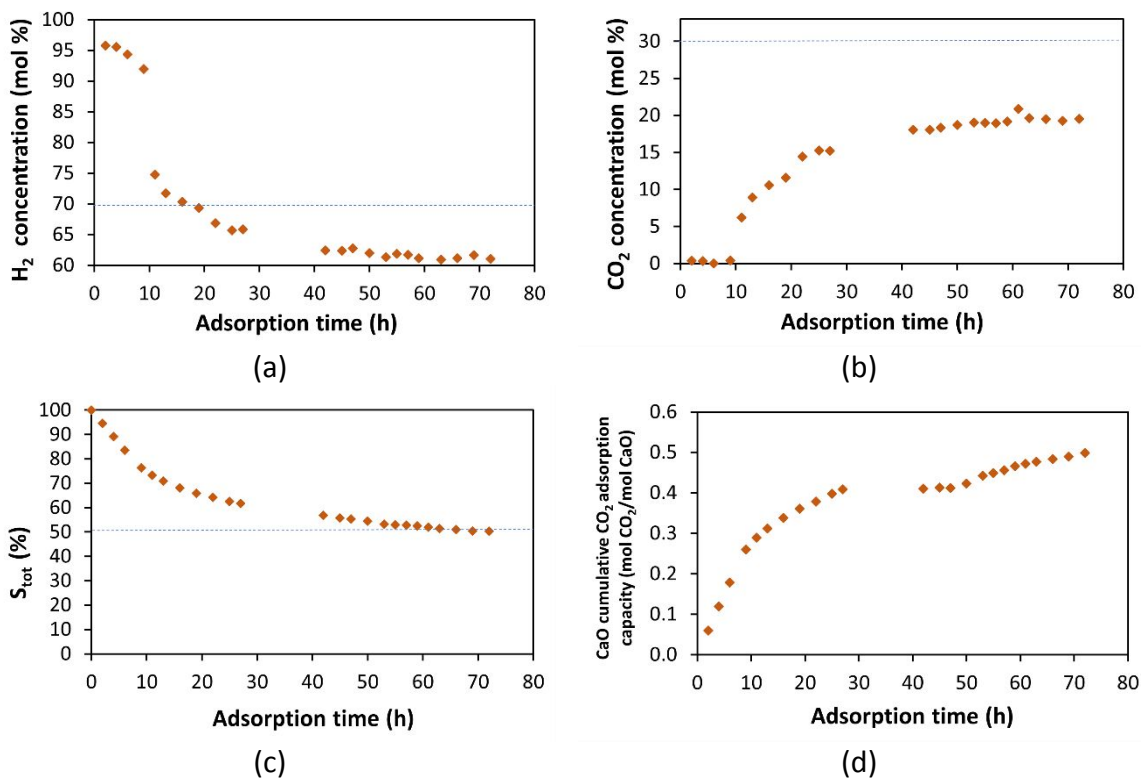 H₂ concentration (mol %)
100
95
90
85
80
75
70
65
60
0 10 20 30 40 50 60 70 80
Adsorption time (h)
(a)
CO₂ concentration (mol %)
30
25
20
15
10
5
0
0 10 20 30 40 50 60 70 80
Adsorption time (h)
(b)
Sₜₒₜ (%)
100
90
80
70
60
50
40
30
20
10
0
0 10 20 30 40 50 60 70 80
Adsorption time (h)
(c)
CaO cumulative CO₂ adsorption
capacity (mol CO₂/mol CaO)
0.6
0.5
0.4
0.3
0.2
0.1
0.0
0 10 20 30 40 50 60 70 80
Adsorption time (h)
(d)